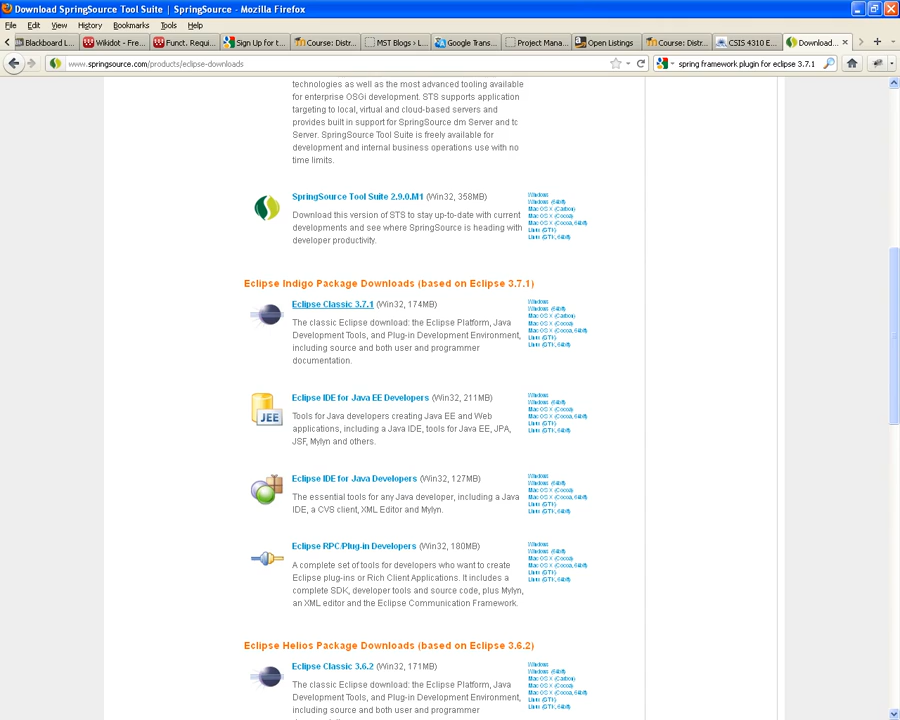 Download SpringSource Tool Suite | SpringSource - Mozilla Firefox
File Edit View History Bookmarks Tools Help
Blackboard L... Wikidot - Fre... Funct. Requi... Sign Up for t... Course: Distr... MST Blogs › L... Google Trans... Project Mana... Open Listings Course: Distr... CSIS 4310 E... Download...
www.springsource.com/products/eclipse-downloads
spring framework plugin for eclipse 3.7.1
technologies as well as the most advanced tooling available
for enterprise OSGi development. STS supports application
targeting to local, virtual and cloud-based servers and
provides built in support for SpringSource dm Server and tc
Server. SpringSource Tool Suite is freely available for
development and internal business operations use with no
time limits.
SpringSource Tool Suite 2.9.0.M1 (Win32, 358MB)
Download this version of STS to stay up-to-date with current
developments and see where SpringSource is heading with
developer productivity.
Windows
Windows (64bit)
Mac OS X (Carbon)
Mac OS X (Cocoa)
Mac OS X (Cocoa, 64bit)
Linux (GTK)
Linux (GTK, 64bit)
Eclipse Indigo Package Downloads (based on Eclipse 3.7.1)
Eclipse Classic 3.7.1 (Win32, 174MB)
The classic Eclipse download: the Eclipse Platform, Java
Development Tools, and Plug-in Development Environment,
including source and both user and programmer
documentation.
Windows
Windows (64bit)
Mac OS X (Carbon)
Mac OS X (Cocoa)
Mac OS X (Cocoa, 64bit)
Linux (GTK)
Linux (GTK, 64bit)
Eclipse IDE for Java EE Developers (Win32, 211MB)
Tools for Java developers creating Java EE and Web
applications, including a Java IDE, tools for Java EE, JPA,
JSF, Mylyn and others.
JEE
Windows
Windows (64bit)
Mac OS X (Cocoa)
Mac OS X (Cocoa, 64bit)
Linux (GTK)
Linux (GTK, 64bit)
Eclipse IDE for Java Developers (Win32, 127MB)
The essential tools for any Java developer, including a Java
IDE, a CVS client, XML Editor and Mylyn.
Windows
Windows (64bit)
Mac OS X (Cocoa)
Mac OS X (Cocoa, 64bit)
Linux (GTK)
Linux (GTK, 64bit)
Eclipse RPC/Plug-in Developers (Win32, 180MB)
A complete set of tools for developers who want to create
Eclipse plug-ins or Rich Client Applications. It includes a
complete SDK, developer tools and source code, plus Mylyn,
an XML editor and the Eclipse Communication Framework.
Windows
Windows (64bit)
Mac OS X (Cocoa)
Mac OS X (Cocoa, 64bit)
Linux (GTK)
Linux (GTK, 64bit)
Eclipse Helios Package Downloads (based on Eclipse 3.6.2)
Eclipse Classic 3.6.2 (Win32, 171MB)
The classic Eclipse download: the Eclipse Platform, Java
Development Tools, and Plug-in Development Environment,
including source and both user and programmer
Windows
Windows (64bit)
Mac OS X (Carbon)
Mac OS X (Cocoa)
Mac OS X (Cocoa, 64bit)
Linux (GTK)
Linux (GTK, 64bit)